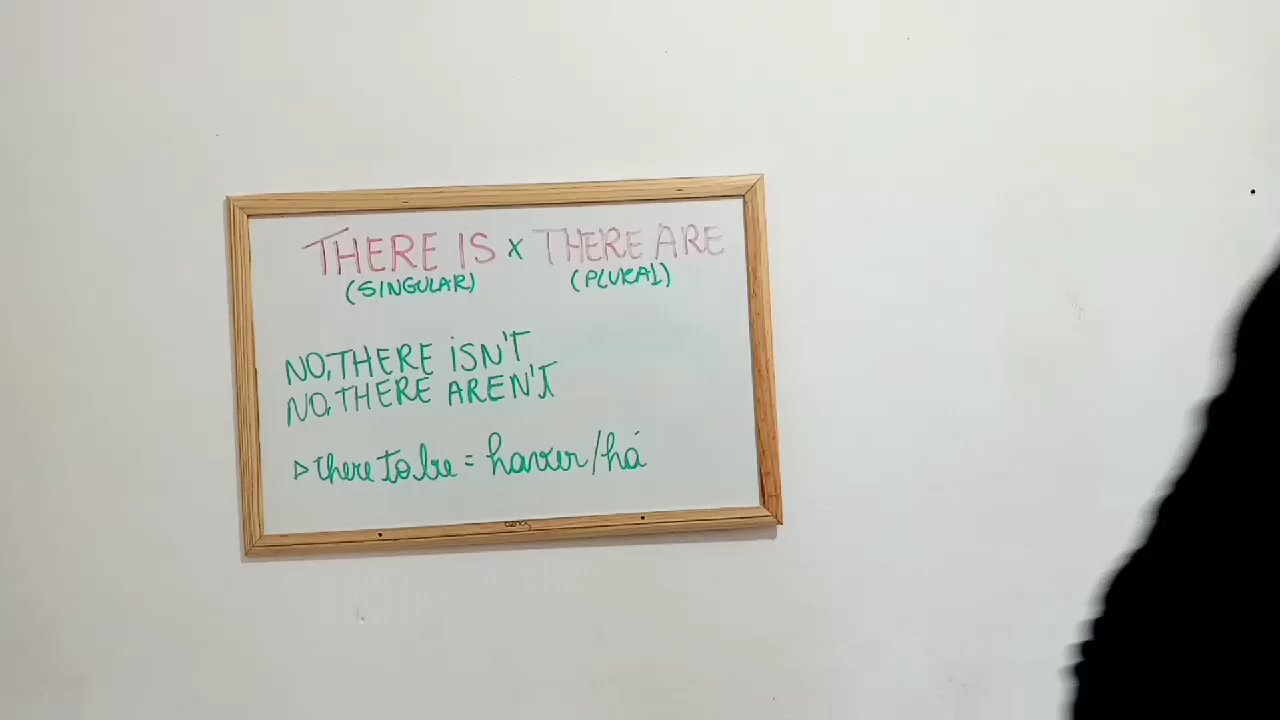 THERE IS x THERE ARE
(SINGULAR) (PLURAL)
NO, THERE ISN'T
NO, THERE AREN'T
▷ there to be = haver/há